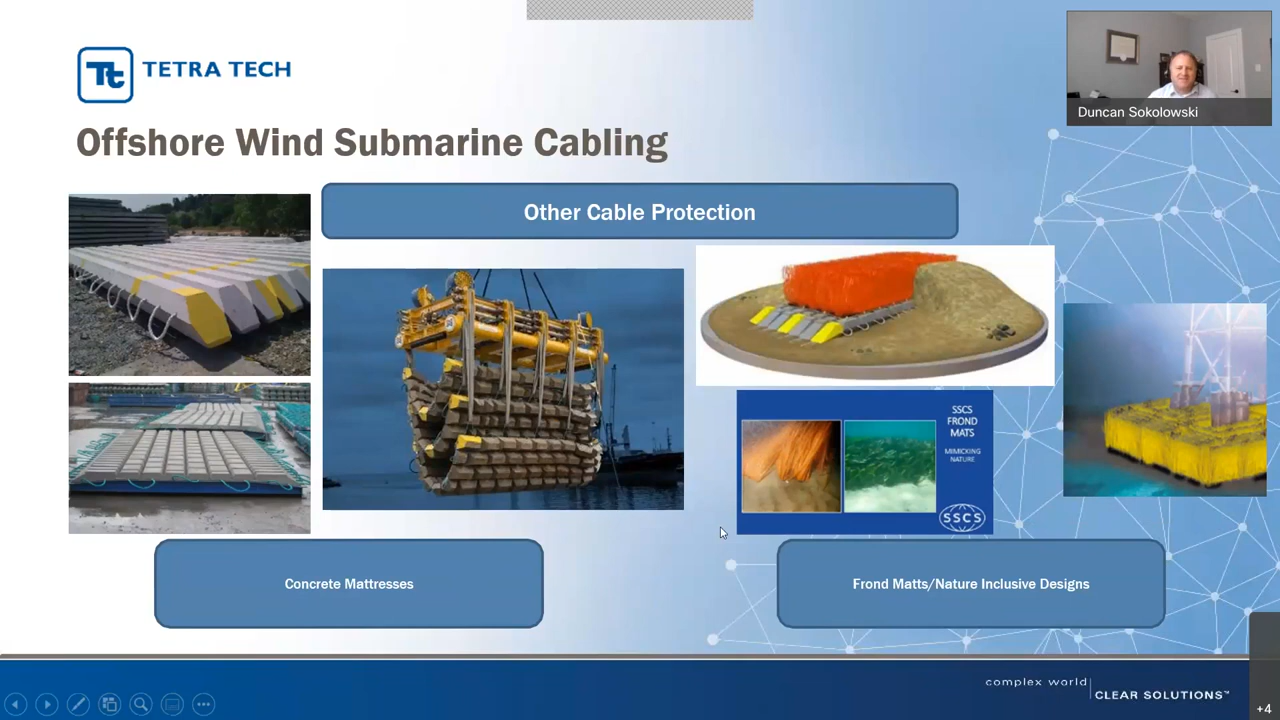 Tt TETRA TECH
Duncan Sokolowski
Offshore Wind Submarine Cabling
Other Cable Protection
SSCS
FROND
MATS
MIMICKING
NATURE
SSCS
Concrete Mattresses
Frond Matts/Nature Inclusive Designs
complex world
CLEAR SOLUTIONS™
+4